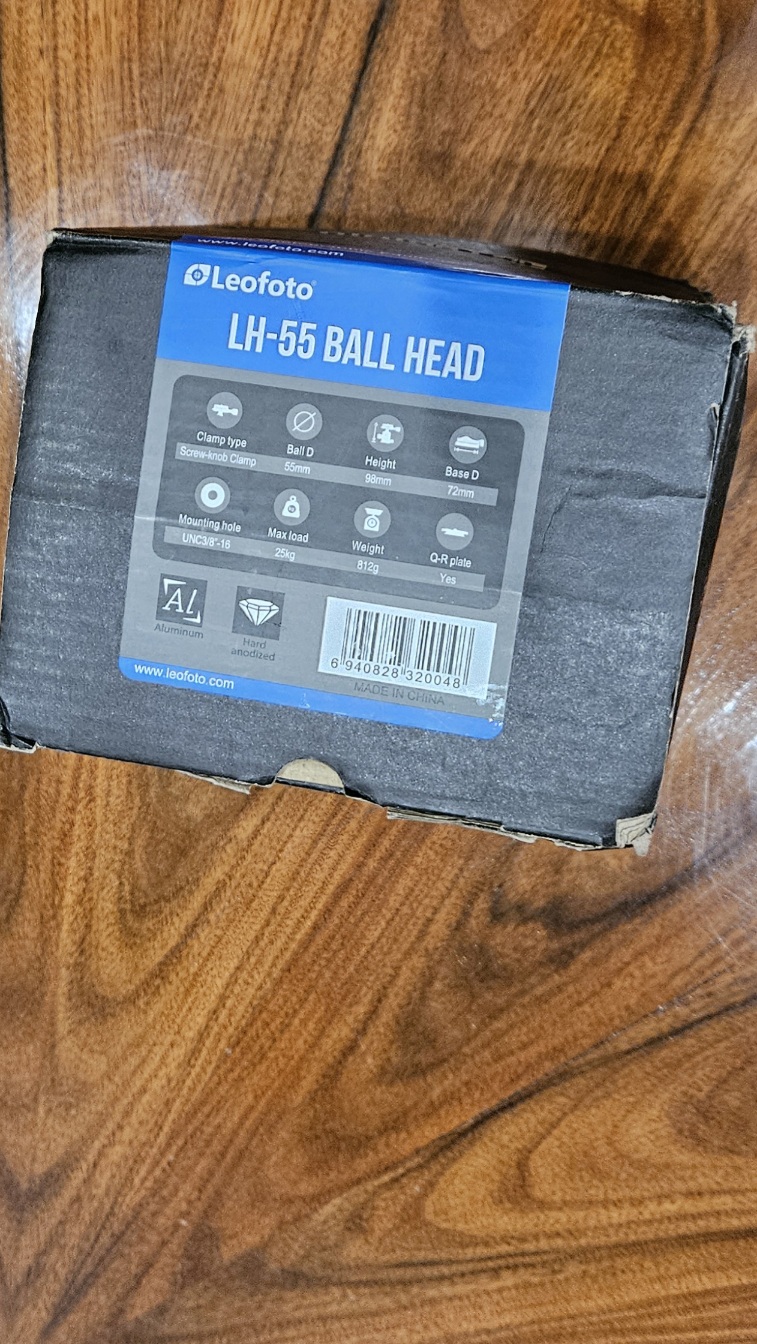 www.leofoto.com
Leofoto
LH-55 BALL HEAD
Clamp type Ball D Height Base D
Screw-knob Clamp 55mm 98mm 72mm
Mounting hole Max load Weight Q-R plate
UNC3/8"-16 25kg 812g Yes
Al
Aluminum
Hard
anodized
6 940828 320048
MADE IN CHINA
www.leofoto.com